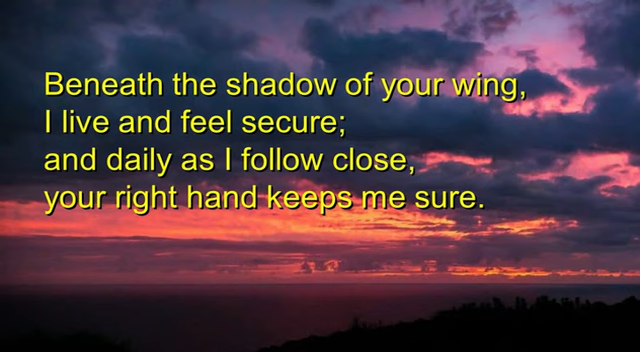 Beneath the shadow of your wing,
I live and feel secure;
and daily as I follow close,
your right hand keeps me sure.